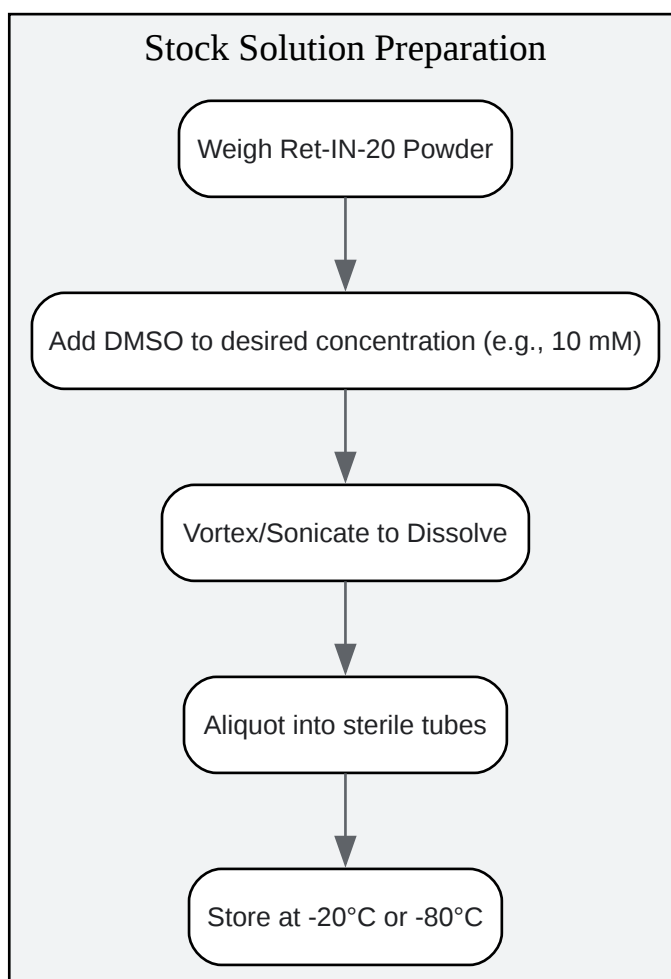 Stock Solution Preparation
Weigh Ret-IN-20 Powder
Add DMSO to desired concentration (e.g., 10 mM)
Vortex/Sonicate to Dissolve
Aliquot into sterile tubes
Store at -20°C or -80°C